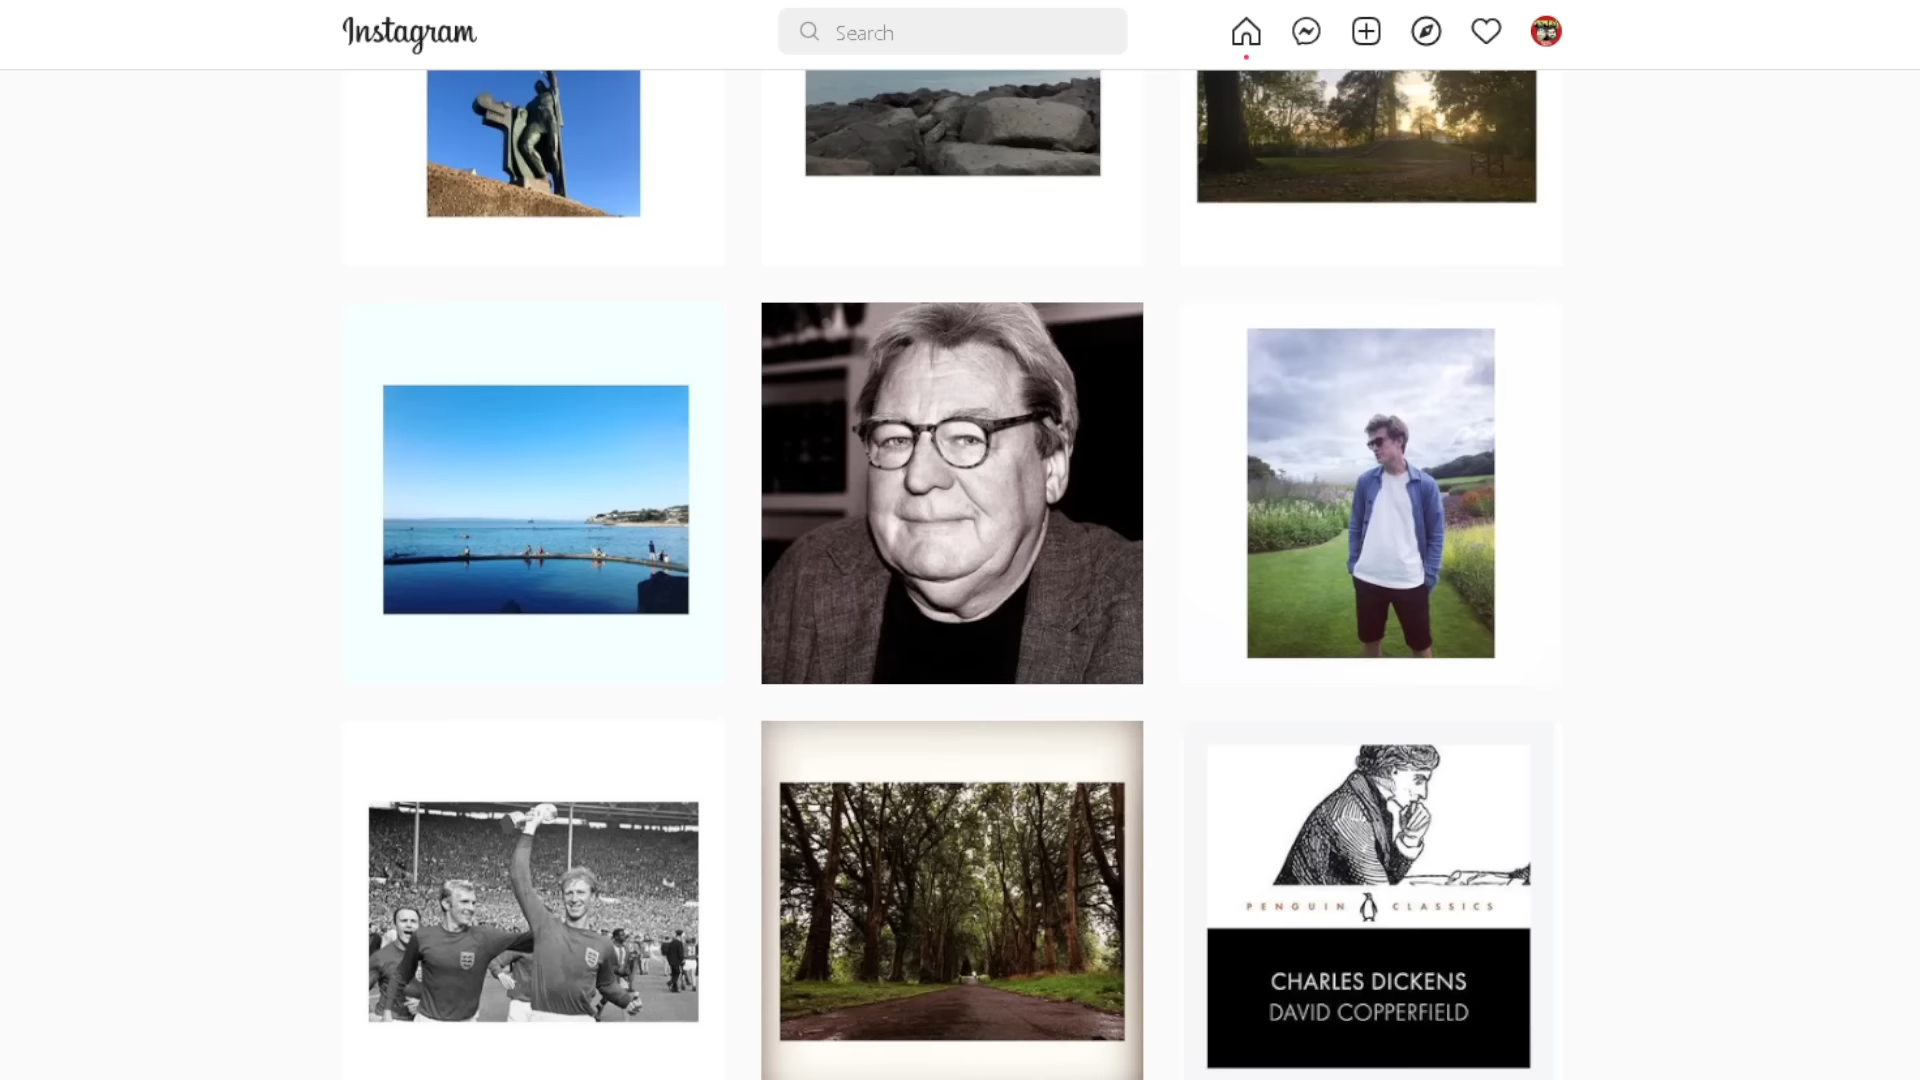 Instagram
Search
PENGUIN CLASSICS
CHARLES DICKENS
DAVID COPPERFIELD